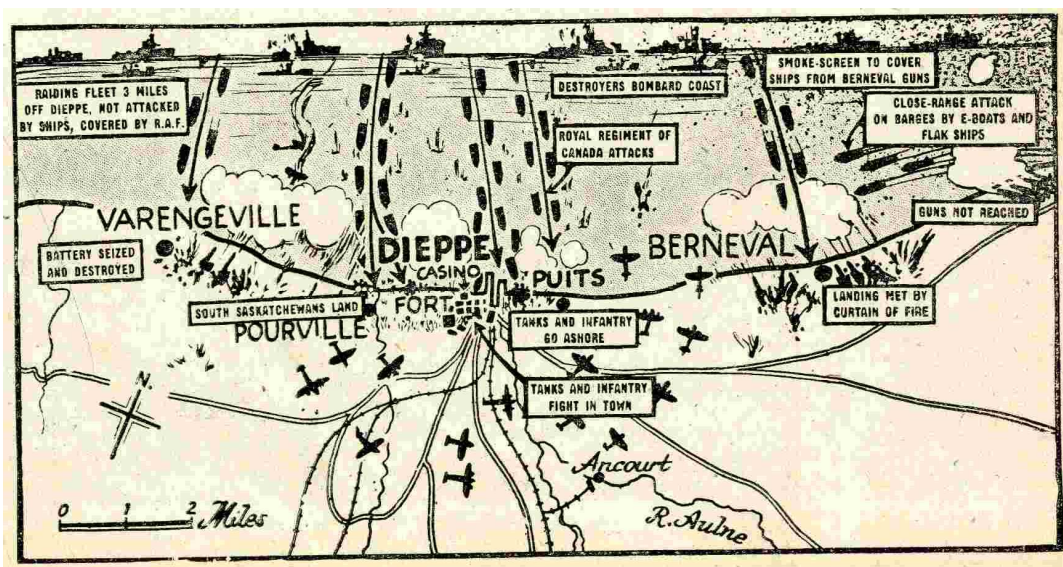 RAIDING FLEET 3 MILES
OFF DIEPPE, NOT ATTACKED
BY SHIPS, COVERED BY R.A.F.
DESTROYERS BOMBARD COAST
SMOKE-SCREEN TO COVER
SHIPS FROM BERNEVAL GUNS
CLOSE-RANGE ATTACK
ON BARGES BY E-BOATS AND
FLAK SHIPS
ROYAL REGIMENT OF
CANADA ATTACKS
GUNS NOT REACHED
VARENGEVILLE
BATTERY SEIZED
AND DESTROYED
DIEPPE
CASINO
FORT
PUITS
BERNEVAL
SOUTH SASKATCHEWANS LAND
POURVILLE
TANKS AND INFANTRY
GO ASHORE
LANDING MET BY
CURTAIN OF FIRE
TANKS AND INFANTRY
FIGHT IN TOWN
N.
Ancourt
R. Aulne
0 1 2 Miles